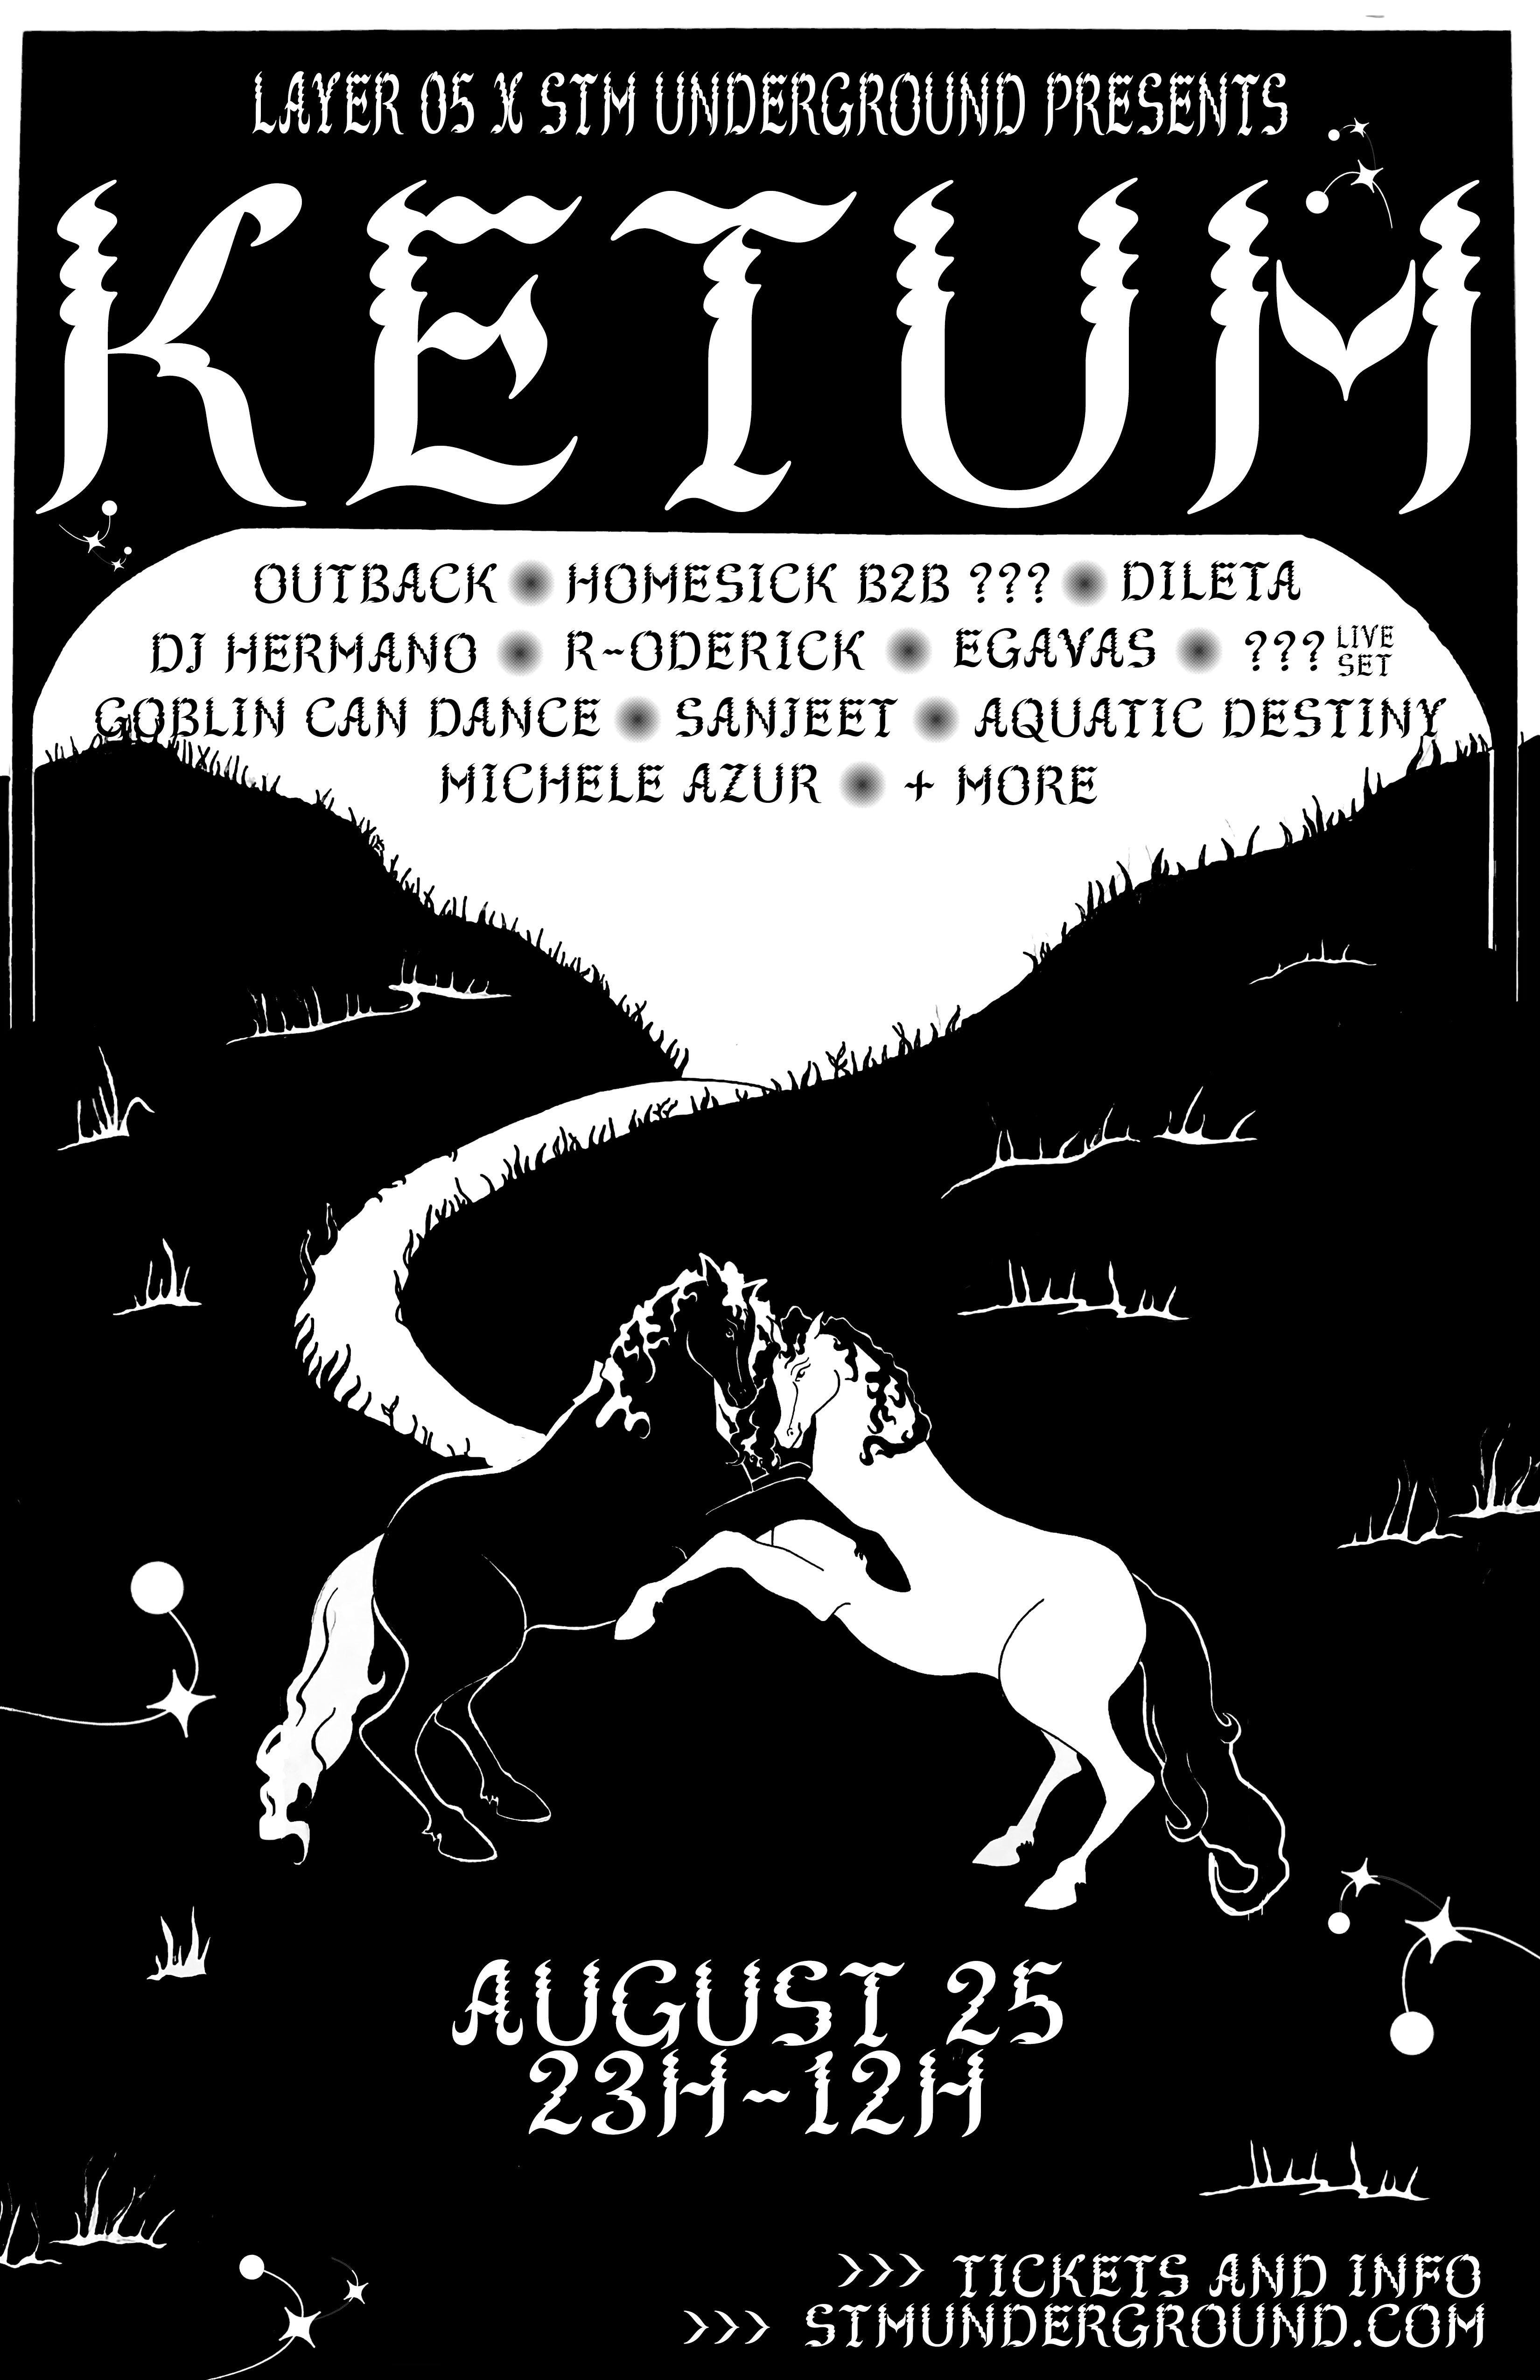 LAYER 05 X STM UNDERGROUND PRESENTS
KETUM
OUTBACK HOMESICK B2B ??? DILETA
DJ HERMANO R~ODERICK EGAVAS ??? LIVE SET
GOBLIN CAN DANCE SANJEET AQUATIC DESTINY
MICHELE AZUR + MORE
AUGUST 25
23H~12H
>>> TICKETS AND INFO
>>> STMUNDERGROUND.COM